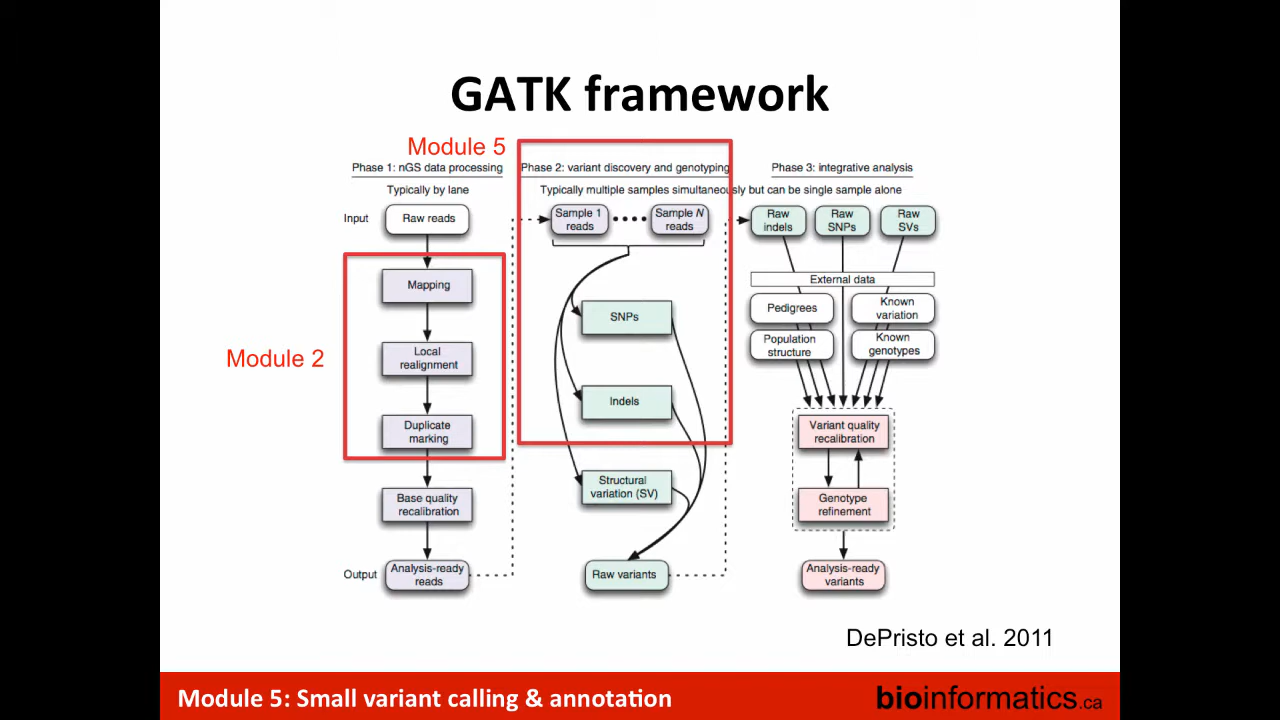 GATK framework
Module 5
Phase 1: nGS data processing
Typically by lane
Input
Raw reads
Module 2
Mapping
Local
realignment
Duplicate
marking
Base quality
recalibration
Output
Analysis-ready
reads
Phase 2: variant discovery and genotyping
Typically multiple samples simultaneously but can be single sample alone
Sample 1
reads
Sample N
reads
SNPs
Indels
Structural
variation (SV)
Raw variants
Phase 3: integrative analysis
Raw
indels
Raw
SNPs
Raw
SVs
External data
Pedigrees
Known
variation
Population
structure
Known
genotypes
Variant quality
recalibration
Genotype
refinement
Analysis-ready
variants
DePristo et al. 2011
Module 5: Small variant calling & annotation
bioinformatics.ca